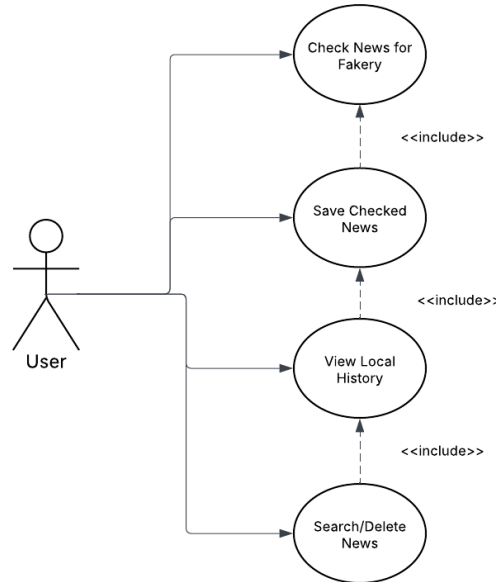 Check News for
Fakery
<<include>>
Save Checked
News
<<include>>
User
View Local
History
<<include>>
Search/Delete
News